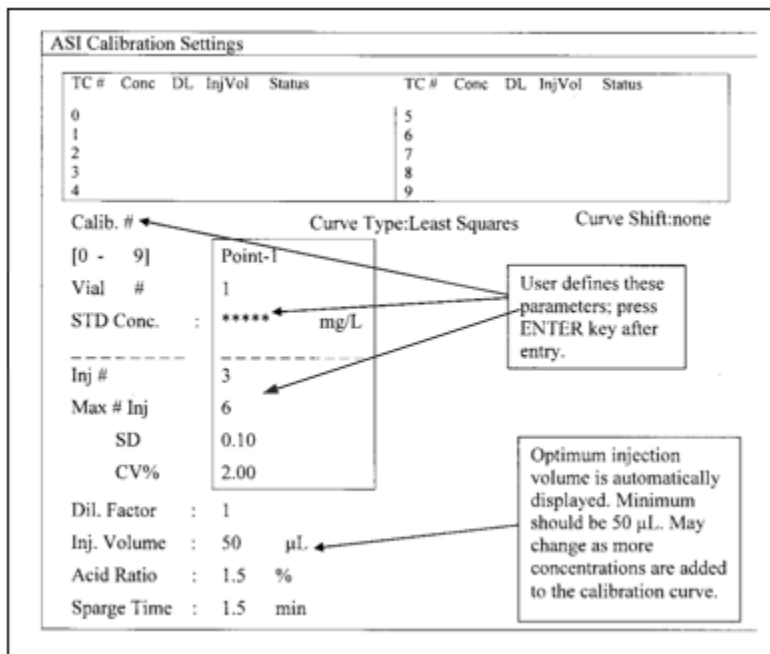 ASI Calibration Settings
TC # Conc DL InjVol Status TC # Conc DL InjVol Status
0 5
1 6
2 7
3 8
4 9
Calib. # Curve Type:Least Squares Curve Shift:none
[0 - 9] Point-1
Vial # 1
STD Conc. : ***** mg/L
Inj # 3
Max # Inj 6
SD 0.10
CV% 2.00
Dil. Factor : 1
Inj. Volume : 50 µL
Acid Ratio : 1.5 %
Sparge Time : 1.5 min
User defines these
parameters; press
ENTER key after
entry.
Optimum injection
volume is automatically
displayed. Minimum
should be 50 µL. May
change as more
concentrations are added
to the calibration curve.